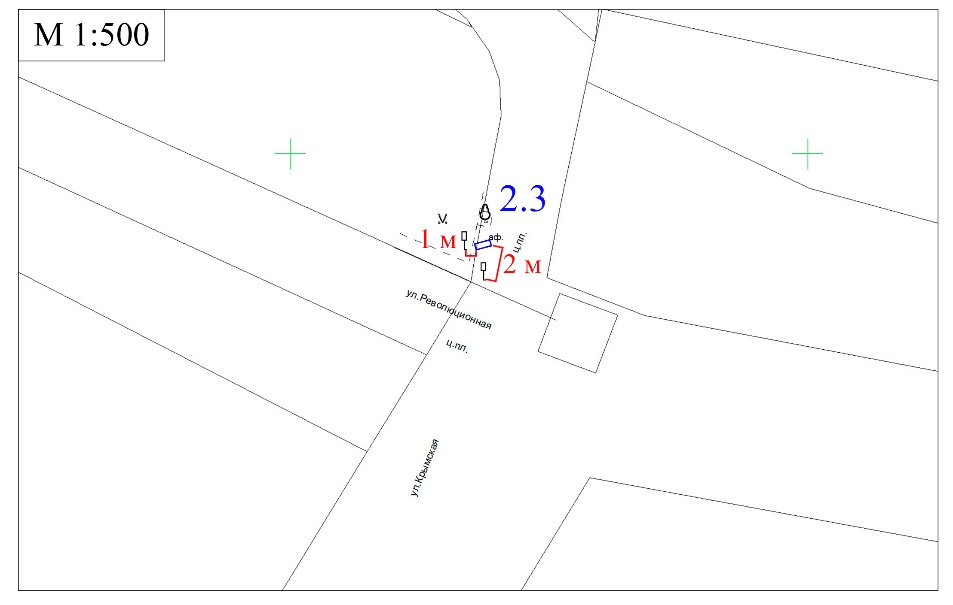 М 1:500
2.3
V.
аф.
1 м
ц.пл.
2 м
ул.Революционная
ц.пл.
ул.Крымская